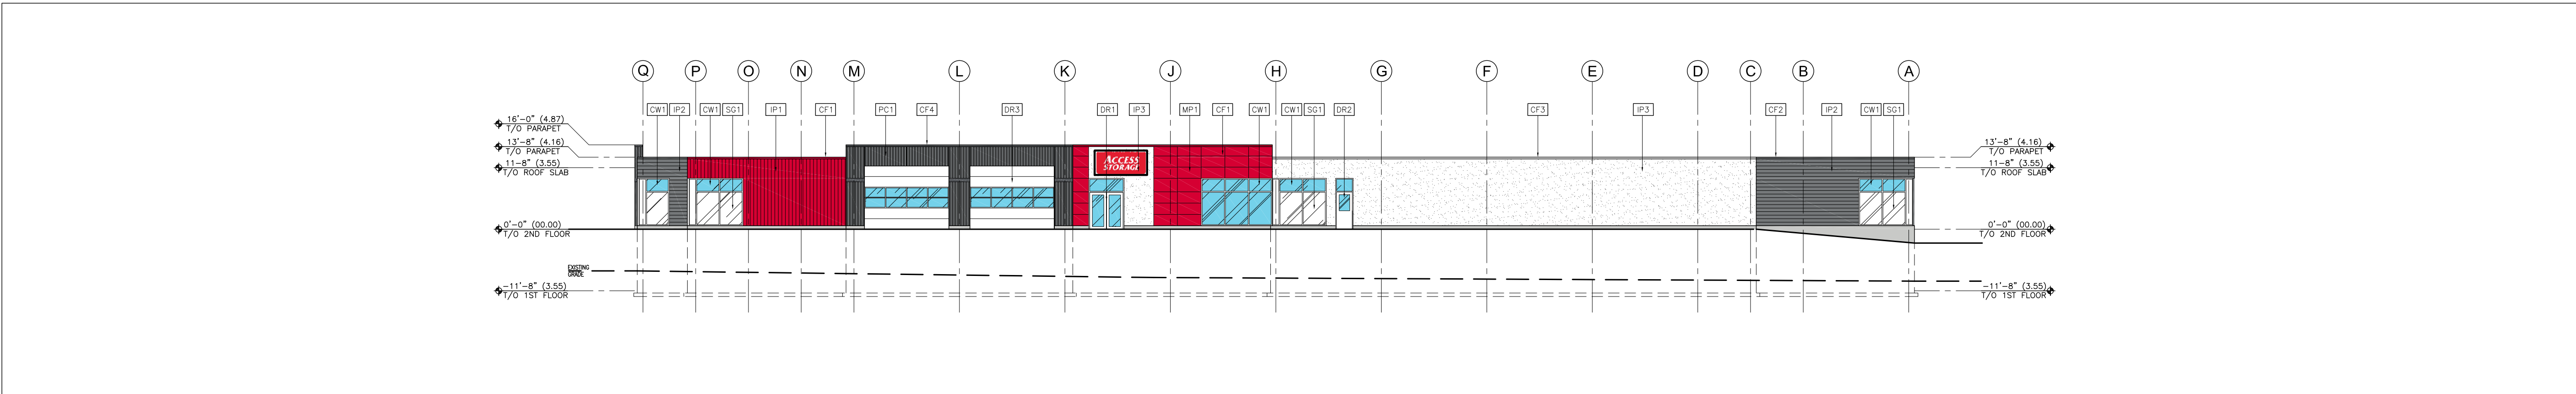 Q P O N M L K J H G F E D C B A
CW1 IP2 CW1 SG1 IP1 CF1 PC1 CF4 DR3 DR1 IP3 MP1 CF1 CW1 CW1 SG1 DR2 CF3 IP3 CF2 IP2 CW1 SG1
16'-0" (4.87)
T/O PARAPET
13'-8" (4.16)
T/O PARAPET
11-8" (3.55)
T/O ROOF SLAB
ACCESS
STORAGE
13'-8" (4.16)
T/O PARAPET
11-8" (3.55)
T/O ROOF SLAB
0'-0" (00.00)
T/O 2ND FLOOR
0'-0" (00.00)
T/O 2ND FLOOR
EXISTING
GRADE
-11'-8" (3.55)
T/O 1ST FLOOR
-11'-8" (3.55)
T/O 1ST FLOOR